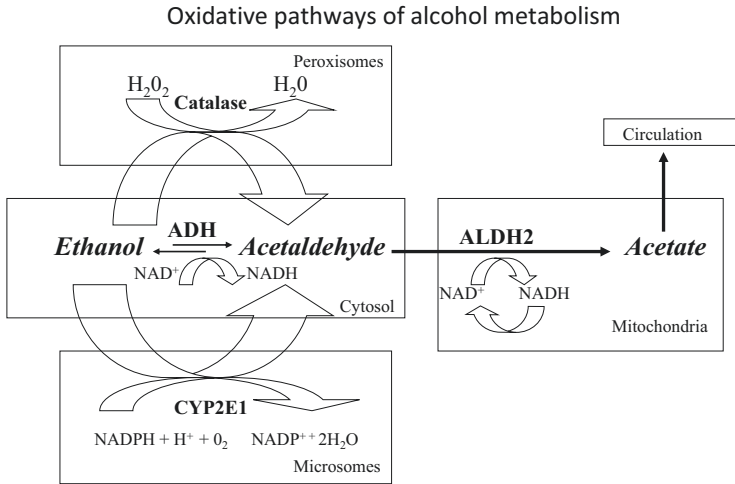 Oxidative pathways of alcohol metabolism
Peroxisomes
H₂0₂ Catalase H₂0
Circulation
Ethanol ADH Acetaldehyde ALDH2 Acetate
NAD⁺ NADH
NAD⁺ NADH
Cytosol
Mitochondria
CYP2E1
NADPH + H⁺ + 0₂ NADP⁺⁺ 2H₂O
Microsomes